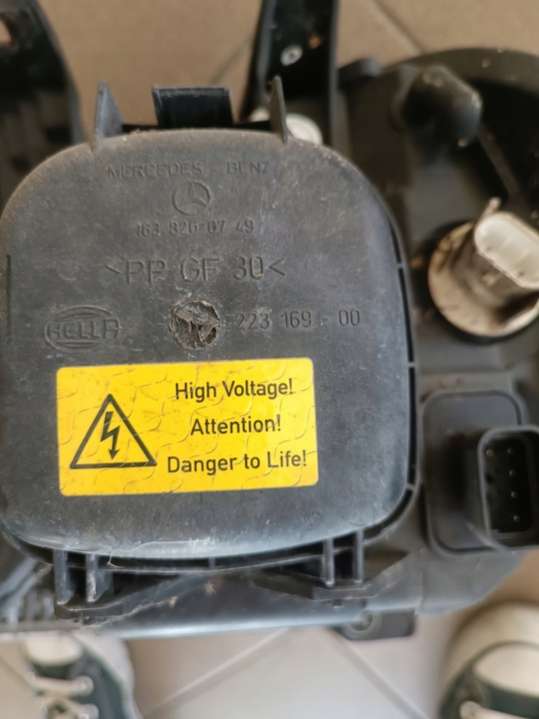 MERCEDES - BENZ
163 820 07 49
>PP GF 30<
HELLA
223 169 - 00
High Voltage!
Attention!
Danger to Life!